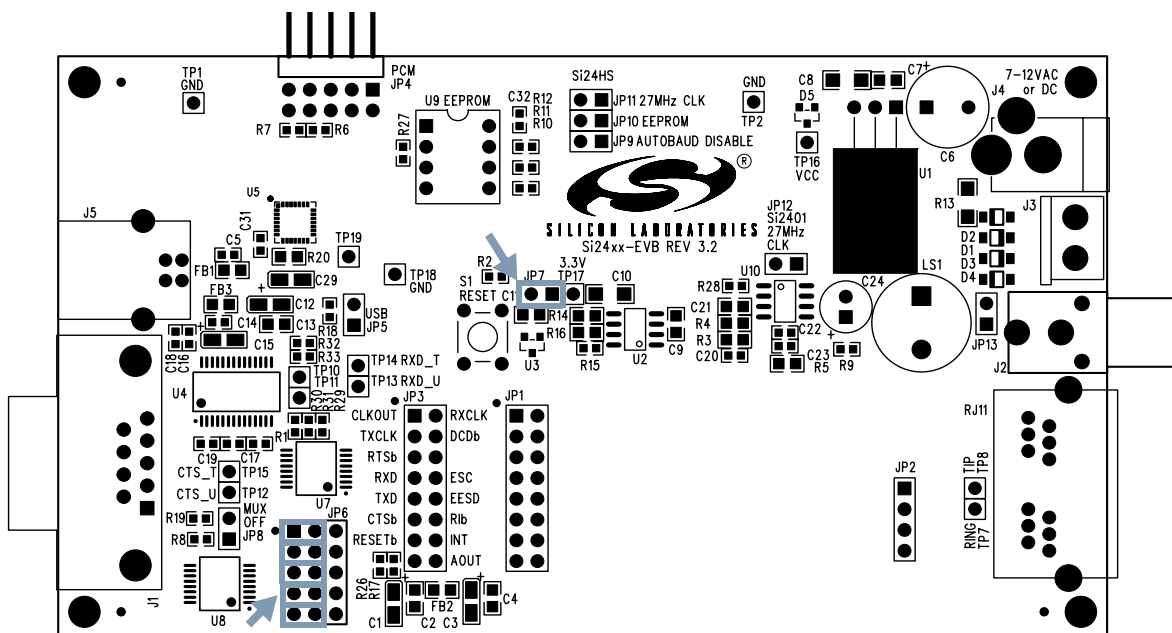 TP1
GND
PCM
JP4
R7
R6
R27
U9 EEPROM
C32
R12
R11
R10
Si24HS
JP11 27MHz CLK
JP10 EEPROM
JP9 AUTOBAUD DISABLE
GND
TP2
C8
D5
TP16
VCC
C7
+
C6
7-12VAC
or DC
J4
U1
R13
J3
D2
D1
D3
D4
®
SILICON LABORATORIES
Si24xx-EVB REV 3.2
JP12
Si2401
27MHz
CLK
J5
U5
C31
C5
FB1
R20
C29
TP19
TP18
GND
FB3
+
C12
C14
C13
C15
+
C18
C16
R18
R32
R33
USB
JP5
R2
S1
RESET
JP7
3.3V
TP17
C10
C11
R14
R16
U3
R15
U2
C9
U10
R28
C21
R4
R3
C20
C22
C23
R5
C24
+
R9
LS1
JP13
J2
TP10
TP11
TP14 RXD_T
TP13 RXD_U
U4
R30
R31
R29
R1
C19
C17
CTS_T
TP15
CTS_U
TP12
U7
MUX
OFF
JP8
R19
R8
U8
J1
JP6
JP3
JP1
CLKOUT
RXCLK
TXCLK
DCDb
RTSb
RXD
ESC
TXD
EESD
CTSb
RIb
RESETb
INT
AOUT
R26
R17
C1
+
C2
FB2
C3
+
C4
RJ11
JP2
TIP
TP8
RING
TP7